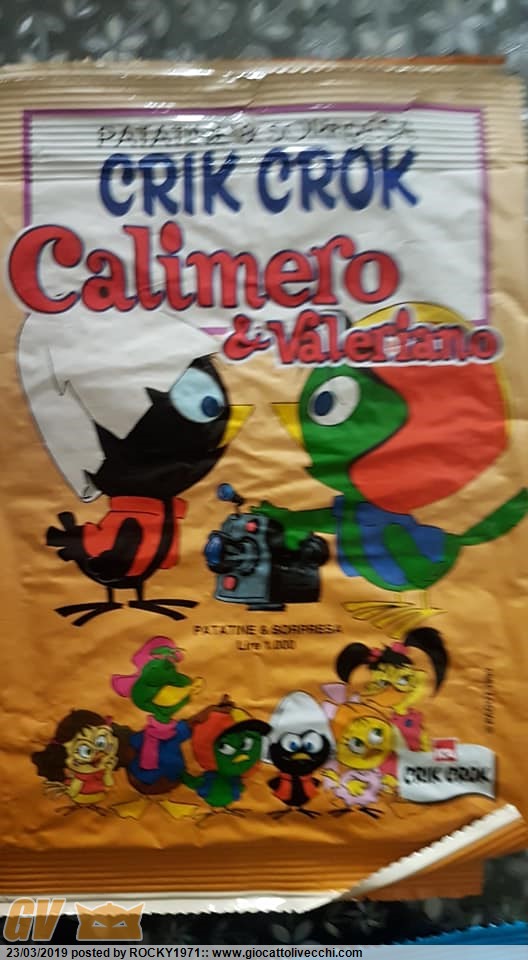 PATATINE & SORPRESA
CRIK CROK
Calimero
& Valeriano
PATATINE & SORPRESA
Lire 1.000
CRIK CROK
GV
23/03/2019 posted by ROCKY1971:: www.giocattolivecchi.com